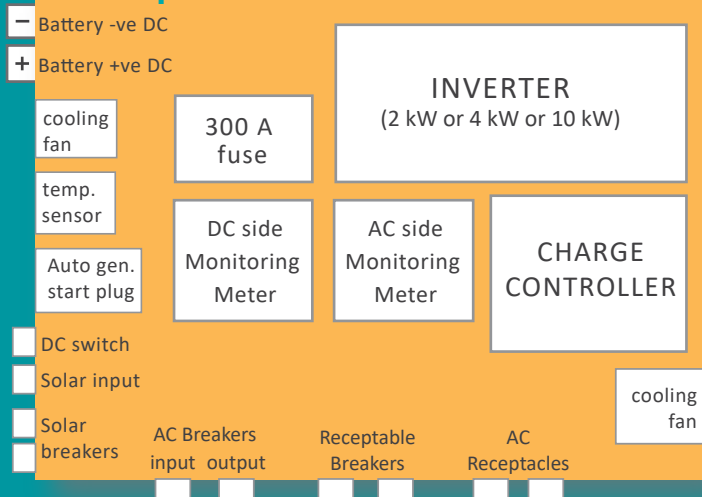 −
Battery -ve DC
+
Battery +ve DC
cooling
fan
temp.
sensor
Auto gen.
start plug
300 A
fuse
INVERTER
(2 kW or 4 kW or 10 kW)
DC side
Monitoring
Meter
AC side
Monitoring
Meter
CHARGE
CONTROLLER
DC switch
Solar input
Solar
breakers
cooling
fan
AC Breakers
input output
Receptable
Breakers
AC
Receptacles